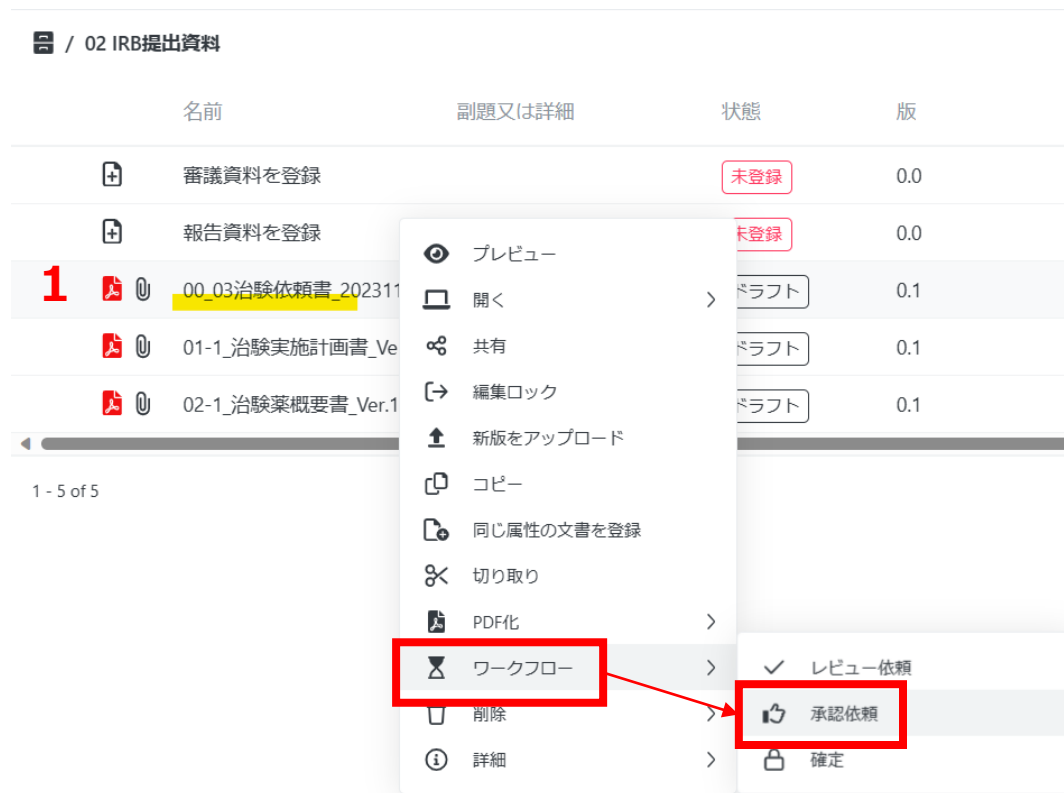 / 02 IRB提出資料
名前 副題又は詳細 状態 版
審議資料を登録 未登録 0.0
報告資料を登録 未登録 0.0
1 00_03治験依頼書_202311 ドラフト 0.1
01-1_治験実施計画書_Ve ドラフト 0.1
02-1_治験薬概要書_Ver.1 ドラフト 0.1
1 - 5 of 5
プレビュー
開く
共有
編集ロック
新版をアップロード
コピー
同じ属性の文書を登録
切り取り
PDF化
ワークフロー
削除
詳細
レビュー依頼
承認依頼
確定